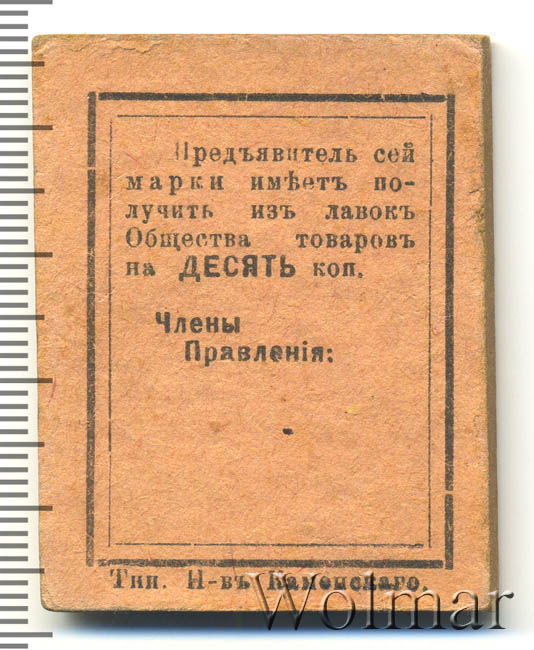 Предъявитель сей
марки имѣетъ по-
лучить изъ лавокъ
Общества товаровъ
на ДЕСЯТЬ коп.
Члены
Правленія:
Тип. Н-въ Каменскаго.
Wolmar